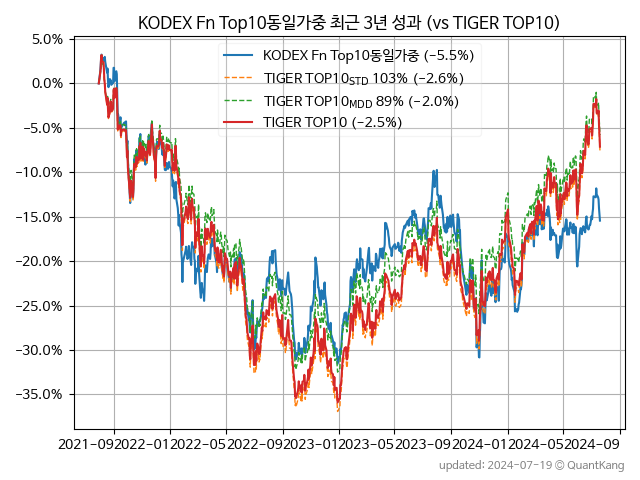 KODEX Fn Top10동일가중 최근 3년 성과 (vs TIGER TOP10)
KODEX Fn Top10동일가중 (−5.5%)
TIGER TOP10STD 103% (−2.6%)
TIGER TOP10MDD 89% (−2.0%)
TIGER TOP10 (−2.5%)
5.0%
0.0%
−5.0%
−10.0%
−15.0%
−20.0%
−25.0%
−30.0%
−35.0%
2021-09 2022-01 2022-05 2022-09 2023-01 2023-05 2023-09 2024-01 2024-05 2024-09
updated: 2024-07-19 © QuantKang